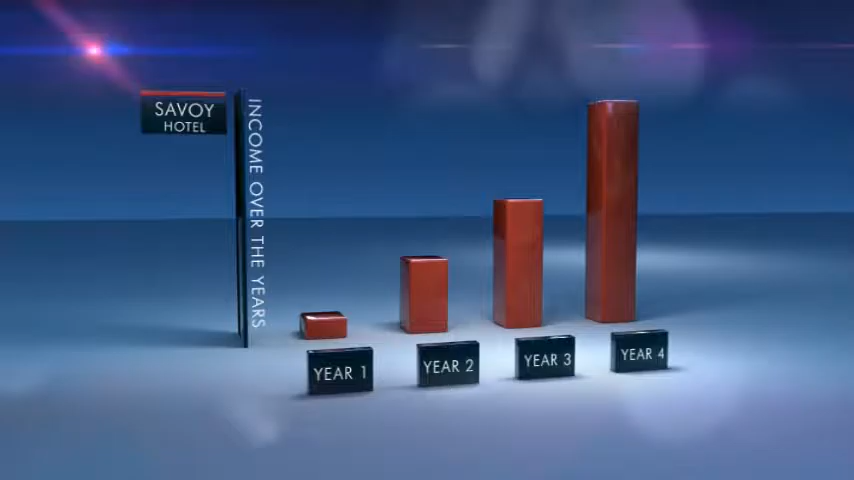 SAVOY
HOTEL
INCOME OVER THE YEARS
YEAR 1
YEAR 2
YEAR 3
YEAR 4